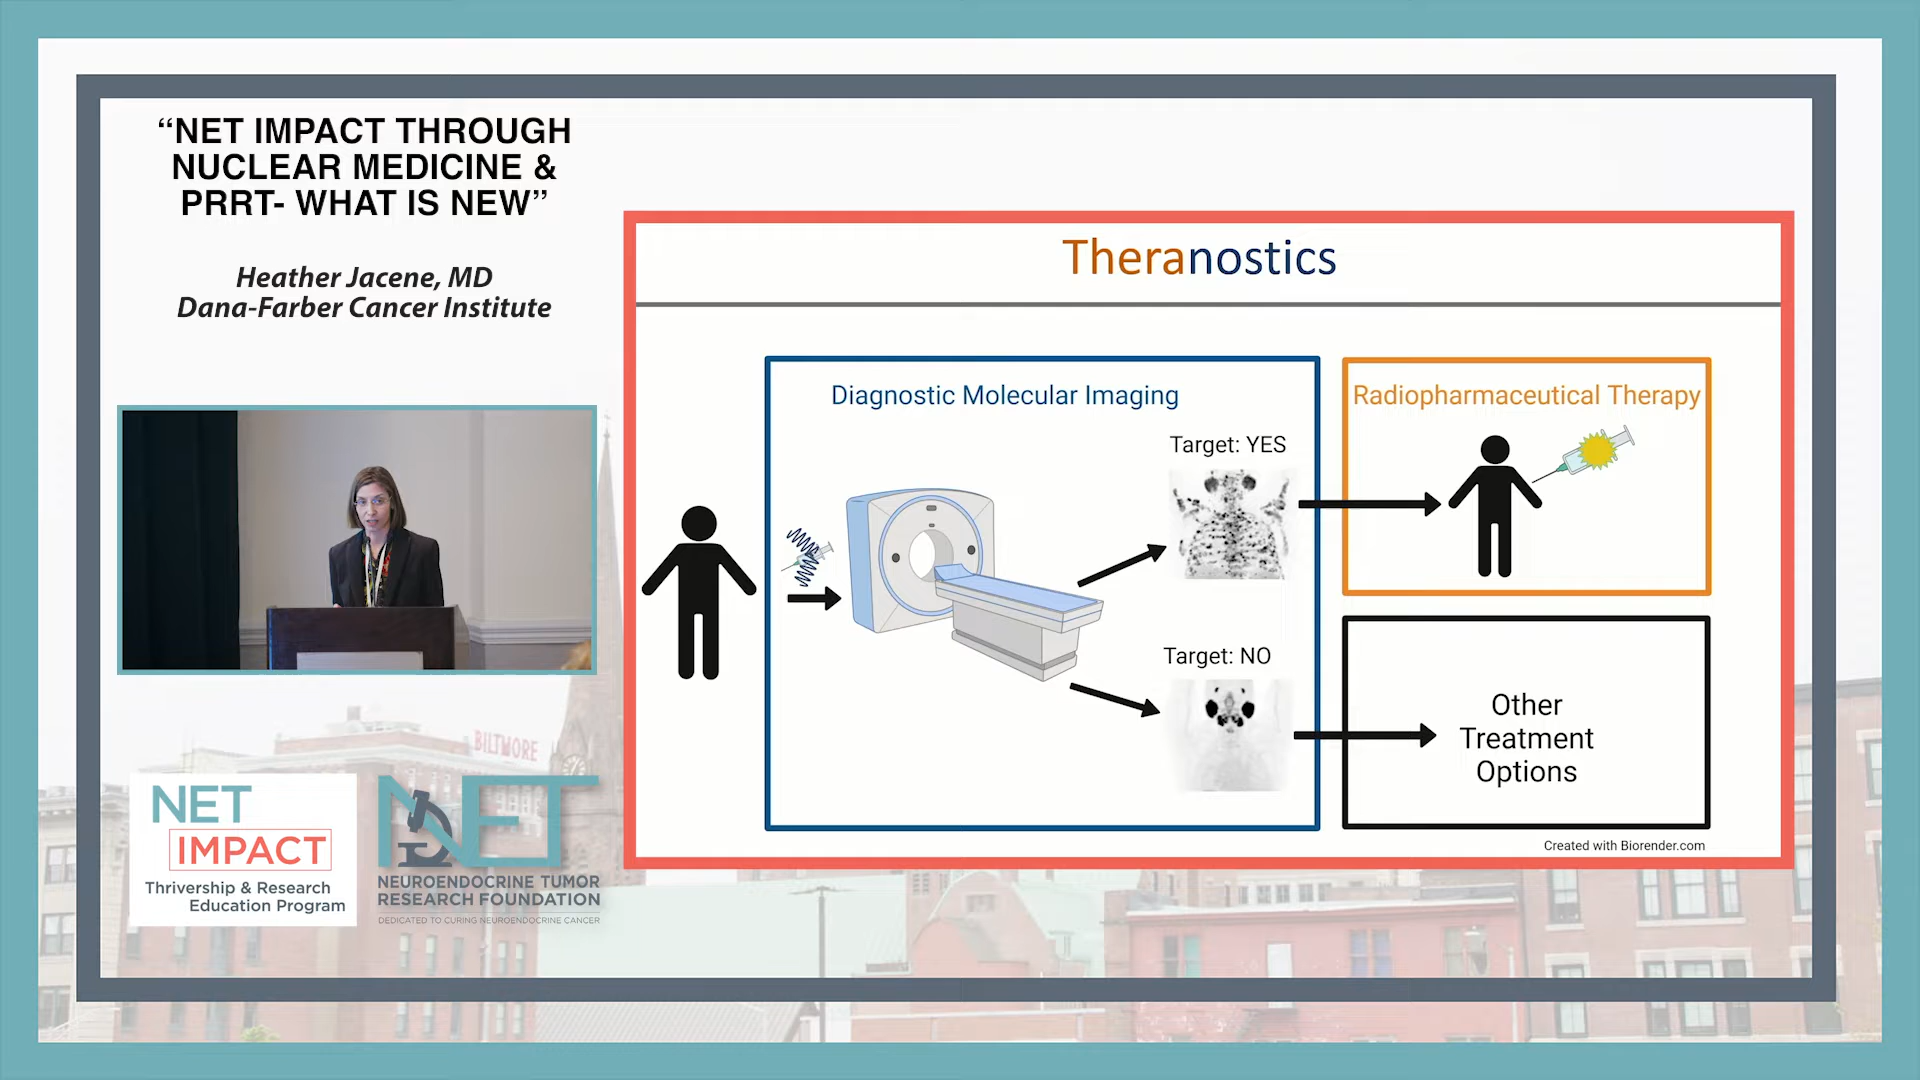 “NET IMPACT THROUGH
NUCLEAR MEDICINE &
PRRT- WHAT IS NEW”
Heather Jacene, MD
Dana-Farber Cancer Institute
Theranostics
Diagnostic Molecular Imaging
Radiopharmaceutical Therapy
Target: YES
Target: NO
Other
Treatment
Options
Created with Biorender.com
BILTMORE
NET
IMPACT
Thrivership & Research
Education Program
NET
NEUROENDOCRINE TUMOR
RESEARCH FOUNDATION
DEDICATED TO CURING NEUROENDOCRINE CANCER